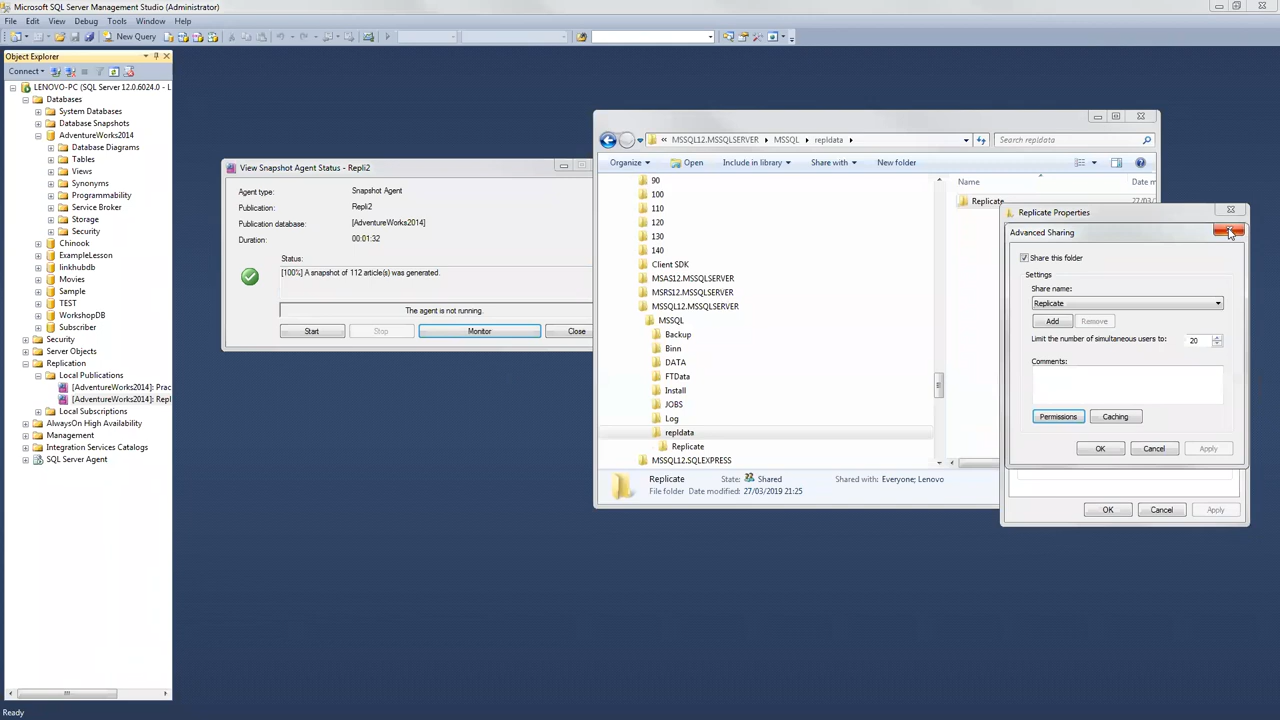 Microsoft SQL Server Management Studio (Administrator)
File Edit View Debug Tools Window Help
New Query
Object Explorer
Connect
LENOVO-PC (SQL Server 12.0.6024.0 - L
Databases
System Databases
Database Snapshots
AdventureWorks2014
Database Diagrams
Tables
Views
Synonyms
Programmability
Service Broker
Storage
Security
Chinook
ExampleLesson
linkhubdb
Movies
Sample
TEST
WorkshopDB
Subscriber
Security
Server Objects
Replication
Local Publications
[AdventureWorks2014]: Prac
[AdventureWorks2014]: Repl
Local Subscriptions
AlwaysOn High Availability
Management
Integration Services Catalogs
SQL Server Agent
Ready
View Snapshot Agent Status - Repli2
Agent type: Snapshot Agent
Publication: Repli2
Publication database: [AdventureWorks2014]
Duration: 00:01:32
Status:
[100%] A snapshot of 112 article(s) was generated.
The agent is not running.
Start Stop Monitor Close
« MSSQL12.MSSQLSERVER MSSQL repldata Search repldata
Organize Open Include in library Share with New folder
90
100
110
120
130
140
Client SDK
MSAS12.MSSQLSERVER
MSRS12.MSSQLSERVER
MSSQL12.MSSQLSERVER
MSSQL
Backup
Binn
DATA
FTData
Install
JOBS
Log
repldata
Replicate
MSSQL12.SQLEXPRESS
Name Date m
Replicate 27/03
Replicate State: Shared Shared with: Everyone; Lenovo
File folder Date modified: 27/03/2019 21:25
Replicate Properties
Advanced Sharing
Share this folder
Settings
Share name:
Replicate
Add Remove
Limit the number of simultaneous users to: 20
Comments:
Permissions Caching
OK Cancel Apply
OK Cancel Apply